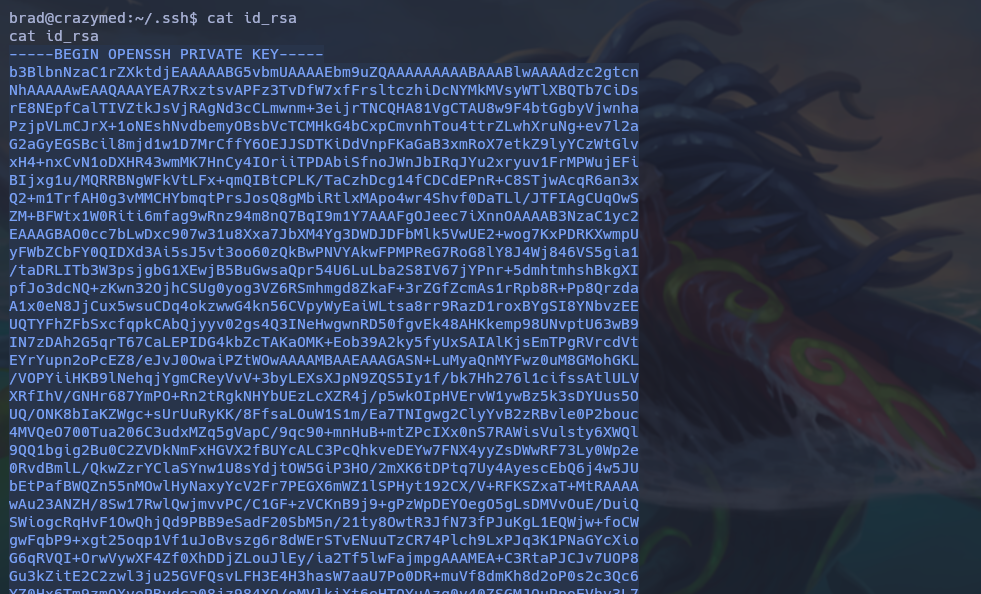 brad@crazymed:~/.ssh$ cat id_rsa
cat id_rsa
-----BEGIN OPENSSH PRIVATE KEY-----
b3BlbnNzaC1rZXktdjEAAAAABG5vbmUAAAAEbm9uZQAAAAAAAAABAAABlwAAAAdzc2gtcn
NhAAAAAwEAAQAAAYEA7RxztsvAPFz3TvDfW7xfFrsltczhiDcNYMkMVsyWTlXBQTb7CiDs
rE8NEpfCalTIVZtkJsVjRAgNd3cCLmwnm+3eijrTNCQHA81VgCTAU8w9F4btGgbyVjwnha
PzjpVLmCJrX+1oNEshNvdbemyOBsbVcTCMHkG4bCxpCmvnhTou4ttrZLwhXruNg+ev7l2a
G2aGyEGSBcil8mjd1w1D7MrCffY6OEJJSDTKiDdVnpFKaGaB3xmRoX7etkZ9lyYCzWtGlv
xH4+nxCvN1oDXHR43wmMK7HnCy4IOriiTPDAbiSfnoJWnJbIRqJYu2xryuv1FrMPWujEFi
BIjxg1u/MQRRBNgWFkVtLFx+qmQIBtCPLK/TaCzhDcg14fCDCdEPnR+C8STjwAcqR6an3x
Q2+m1TrfAH0g3vMMCHYbmqtPrsJosQ8gMbiRtlxMApo4wr4Shvf0DaTLl/JTFIAgCUqOwS
ZM+BFWtx1W0Riti6mfag9wRnz94m8nQ7BqI9m1Y7AAAFgOJeec7iXnnOAAAAB3NzaC1yc2
EAAAGBAO0cc7bLwDxc907w31u8Xxa7JbXM4Yg3DWDJDFbMlk5VwUE2+wog7KxPDRKXwmpU
yFWbZCbFY0QIDXd3Ai5sJ5vt3oo60zQkBwPNVYAkwFPMPReG7RoG8lY8J4Wj846VS5gia1
/taDRLITb3W3psjgbG1XEwjB5BuGwsaQpr54U6LuLba2S8IV67jYPnr+5dmhtmhshBkgXI
pfJo3dcNQ+zKwn32OjhCSUg0yog3VZ6RSmhmgd8ZkaF+3rZGfZcmAs1rRpb8R+Pp8Qrzda
A1x0eN8JjCux5wsuCDq4okzwwG4kn56CVpyWyEaiWLtsa8rr9RazD1roxBYgSI8YNbvzEE
UQTYFhZFbSxcfqpkCAbQjyyv02gs4Q3INeHwgwnRD50fgvEk48AHKkemp98UNvptU63wB9
IN7zDAh2G5qrT67CaLEPIDG4kbZcTAKaOMK+Eob39A2ky5fyUxSAIAlKjsEmTPgRVrcdVt
EYrYupn2oPcEZ8/eJvJ0OwaiPZtWOwAAAAMBAAEAAAGASN+LuMyaQnMYFwz0uM8GMohGKL
/VOPYiiHKB9lNehqjYgmCReyVvV+3byLEXsXJpN9ZQS5Iy1f/bk7Hh276l1cifssAtlULV
XRfIhV/GNHr687YmPO+Rn2tRgkNHYbUEzLcXZR4j/p5wkOIpHVErvW1ywBz5k3sDYUus5O
UQ/ONK8bIaKZWgc+sUrUuRyKK/8FfsaLOuW1S1m/Ea7TNIgwg2ClyYvB2zRBvle0P2bouc
4MVQeO700Tua206C3udxMZq5gVapC/9qc90+mnHuB+mtZPcIXx0nS7RAWisVulsty6XWQl
9QQ1bgig2Bu0C2ZVDkNmFxHGVX2fBUYcALC3PcQhkveDEYw7FNX4yyZsDWwRF73Ly0Wp2e
0RvdBmlL/QkwZzrYClaSYnw1U8sYdjtOW5GiP3HO/2mXK6tDPtq7Uy4AyescEbQ6j4w5JU
bEtPafBWQZn55nMOwlHyNaxyYcV2Fr7PEGX6mWZ1lSPHyt192CX/V+RFKSZxaT+MtRAAAA
wAu23ANZH/8Sw17RwlQwjmvvPC/C1GF+zVCKnB9j9+gPzWpDEYOegO5gLsDMVvOuE/DuiQ
SWiogcRqHvF1OwQhjQd9PBB9eSadF20SbM5n/21ty8OwtR3JfN73fPJuKgL1EQWjw+foCW
gwFqbP9+xgt25oqp1Vf1uJoBvszg6r8dWErSTvENuuTzCR74Plch9LxPJq3K1PNaGYcXio
G6qRVQI+OrwVywXF4Zf0XhDDjZLouJlEy/ia2Tf5lwFajmpgAAAMEA+C3RtaPJCJv7UOP8
Gu3kZitE2C2zwl3ju25GVFQsvLFH3E4H3hasW7aaU7Po0DR+muVf8dmKh8d2oP0s2c3Qc6